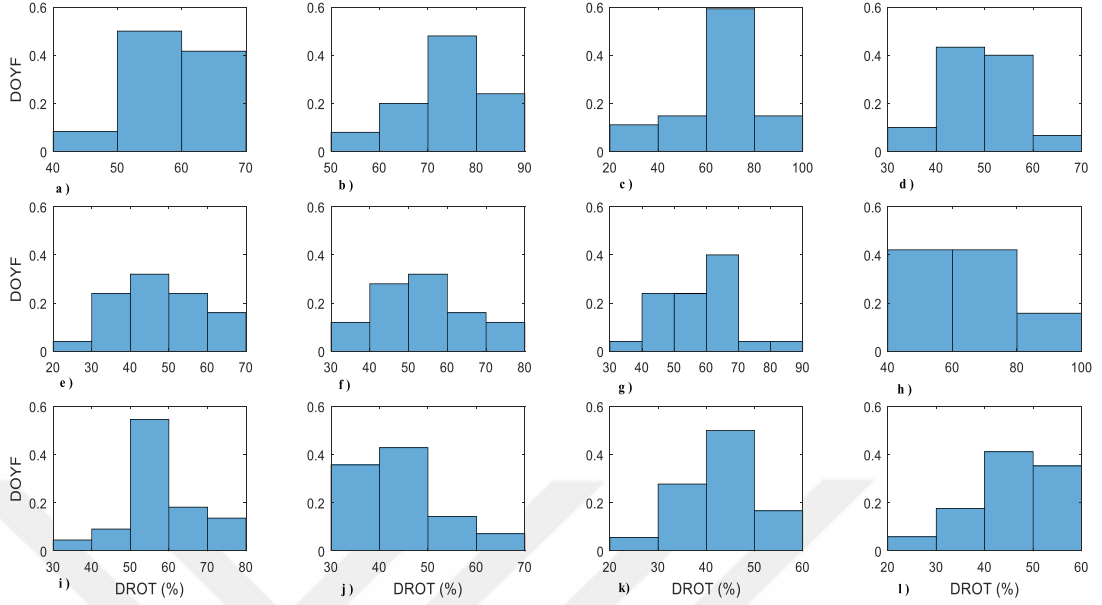 0.6 0.6 0.6 0.6
DOYF 0.4 0.4 0.4 0.4
0.2 0.2 0.2 0.2
0 0 0 0
40 50 60 70 50 60 70 80 90 20 40 60 80 100 30 40 50 60 70
a ) b ) c ) d )
0.6 0.6 0.6 0.6
DOYF 0.4 0.4 0.4 0.4
0.2 0.2 0.2 0.2
0 0 0 0
20 30 40 50 60 70 30 40 50 60 70 80 30 40 50 60 70 80 90 40 60 80 100
e ) f ) g ) h )
0.6 0.6 0.6 0.6
DOYF 0.4 0.4 0.4 0.4
0.2 0.2 0.2 0.2
0 0 0 0
30 40 50 60 70 80 30 40 50 60 70 20 30 40 50 60 20 30 40 50 60
i ) DROT (%) j ) DROT (%) k ) DROT (%) l ) DROT (%)